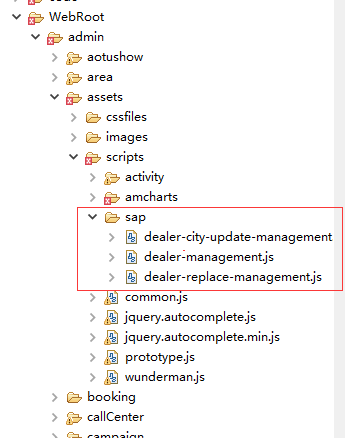 WebRoot
admin
aotushow
area
assets
cssfiles
images
scripts
activity
amcharts
sap
dealer-city-update-management
dealer-management.js
dealer-replace-management.js
common.js
jquery.autocomplete.js
jquery.autocomplete.min.js
prototype.js
wunderman.js
booking
callCenter
campaign